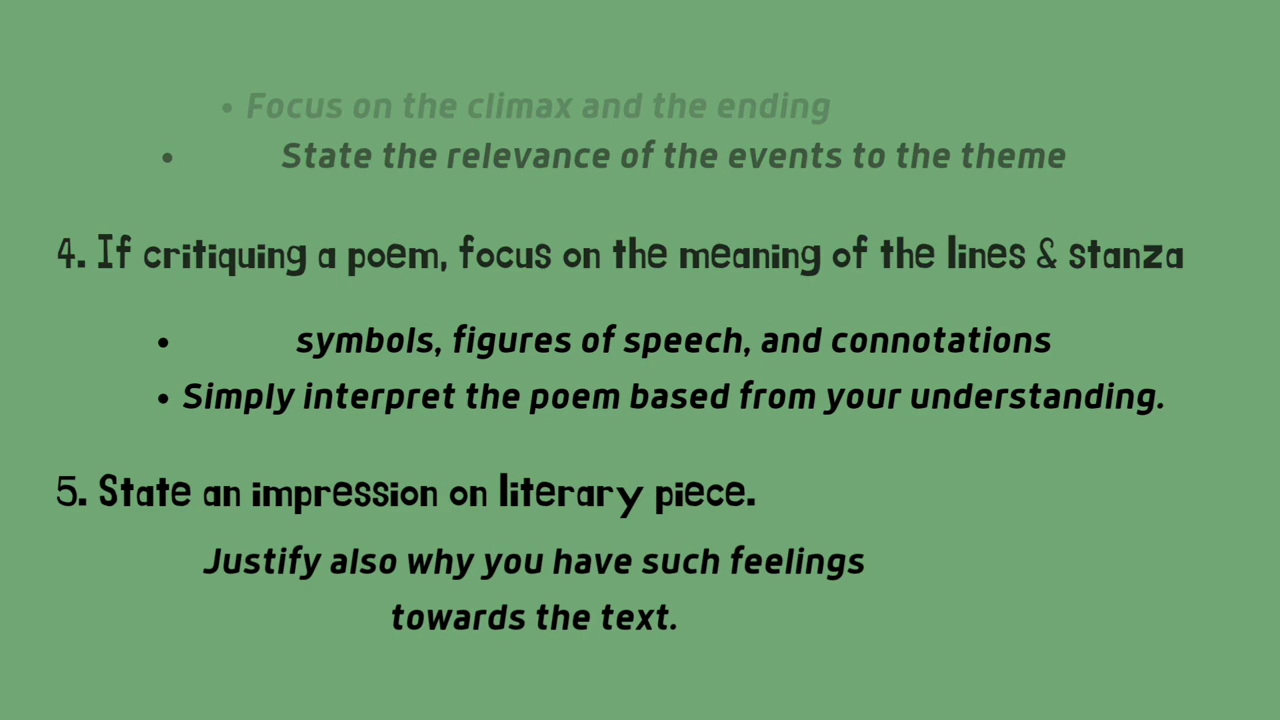 • Focus on the climax and the ending
• State the relevance of the events to the theme
4. If critiquing a poem, focus on the meaning of the lines & stanza
• symbols, figures of speech, and connotations
• Simply interpret the poem based from your understanding.
5. State an impression on literary piece.
Justify also why you have such feelings
towards the text.